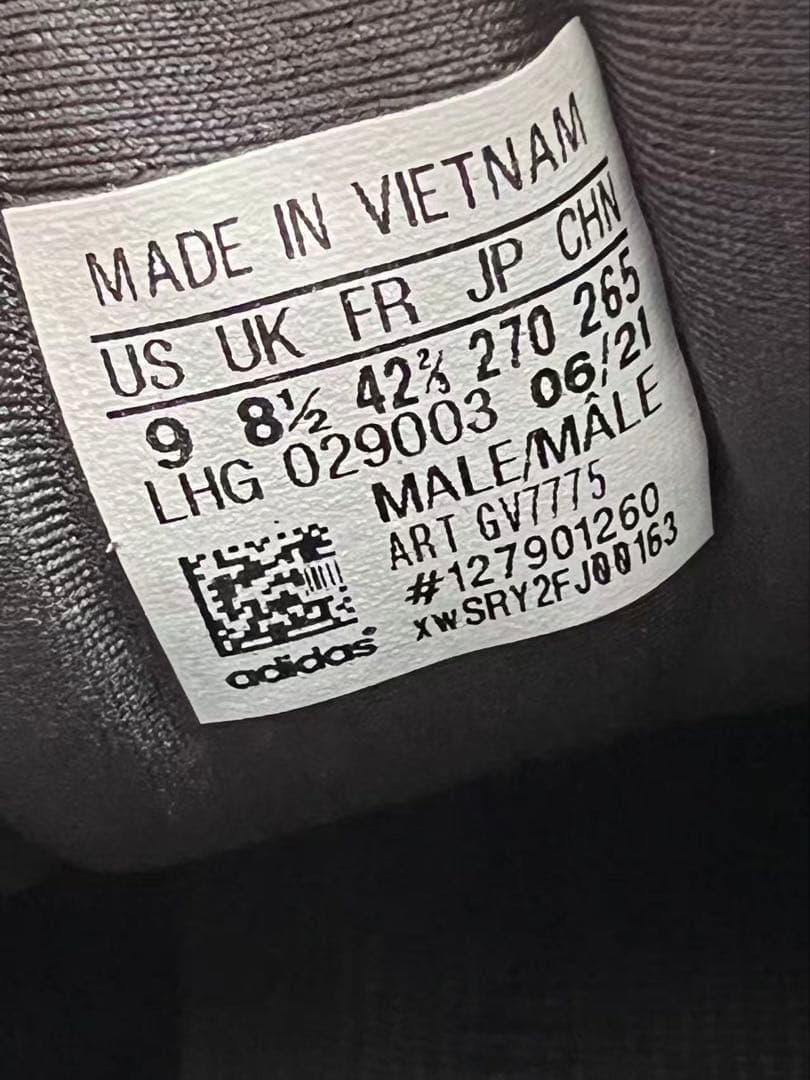 MADE IN VIETNAM
US UK FR JP CHN
9 8½ 42⅔ 270 265
LHG 029003 06/21
MALE/MÂLE
ART GV7775
#127901260
xwSRY2FJ00163
adidas